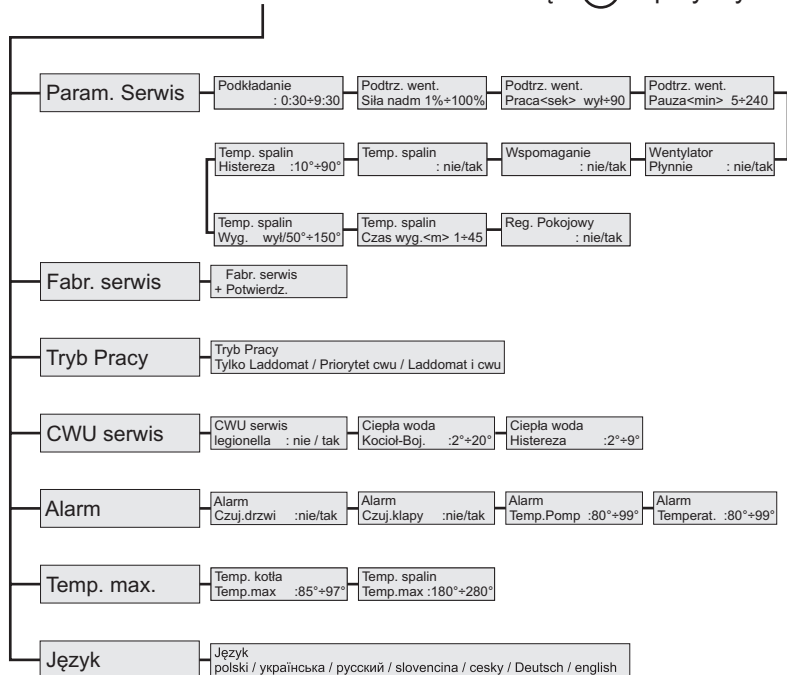 Param. Serwis
Podkładanie
: 0:30÷9:30
Podtrz. went.
Siła nadm 1%÷100%
Podtrz. went.
Praca<sek> wył÷90
Podtrz. went.
Pauza<min> 5÷240
Temp. spalin
Histereza :10°÷90°
Temp. spalin
: nie/tak
Wspomaganie
: nie/tak
Wentylator
Płynnie : nie/tak
Temp. spalin
Wyg. wył/50°÷150°
Temp. spalin
Czas wyg.<m> 1÷45
Reg. Pokojowy
: nie/tak
Fabr. serwis
Fabr. serwis
+ Potwierdz.
Tryb Pracy
Tryb Pracy
Tylko Laddomat / Priorytet cwu / Laddomat i cwu
CWU serwis
CWU serwis
legionella : nie / tak
Ciepła woda
Kocioł-Boj. :2°÷20°
Ciepła woda
Histereza :2°÷9°
Alarm
Alarm
Czuj.drzwi :nie/tak
Alarm
Czuj.klapy :nie/tak
Alarm
Temp.Pomp :80°÷99°
Alarm
Temperat. :80°÷99°
Temp. max.
Temp. kotła
Temp.max :85°÷97°
Temp. spalin
Temp.max :180°÷280°
Język
Język
polski / українська / русский / slovencina / cesky / Deutsch / english